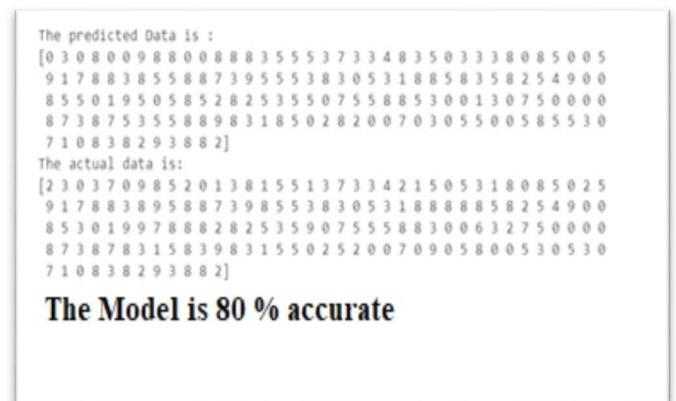 The predicted Data is :
[0 3 0 8 0 0 9 8 8 0 0 8 8 8 3 5 5 5 3 7 3 3 4 8 3 5 0 3 3 3 8 0 8 5 0 0 5
9 1 7 8 8 3 8 5 5 8 8 7 3 9 5 5 5 3 8 3 0 5 3 1 8 8 5 8 3 5 8 2 5 4 9 0 0
8 5 5 0 1 9 5 0 5 8 5 2 8 2 5 3 5 5 0 7 5 5 8 8 5 3 0 0 1 3 0 7 5 0 0 0 0
8 7 3 8 7 5 3 5 5 8 8 9 8 3 1 8 5 0 2 8 2 0 0 7 0 3 0 5 5 0 0 5 8 5 5 3 0
7 1 0 8 3 8 2 9 3 8 8 2]
The actual data is:
[2 3 0 3 7 0 9 8 5 2 0 1 3 8 1 5 5 1 3 7 3 3 4 2 1 5 0 5 3 1 8 0 8 5 0 2 5
9 1 7 8 8 3 8 9 5 8 8 7 3 9 8 5 5 3 8 3 0 5 3 1 8 8 8 8 8 5 8 2 5 4 9 0 0
8 5 3 0 1 9 9 7 8 8 8 2 8 2 5 3 5 9 0 7 5 5 5 8 8 3 0 0 6 3 2 7 5 0 0 0 0
8 7 3 8 7 8 3 1 5 8 3 9 8 3 1 5 5 0 2 5 2 0 0 7 0 9 0 5 8 0 0 5 3 0 5 3 0
7 1 0 8 3 8 2 9 3 8 8 2]
The Model is 80 % accurate